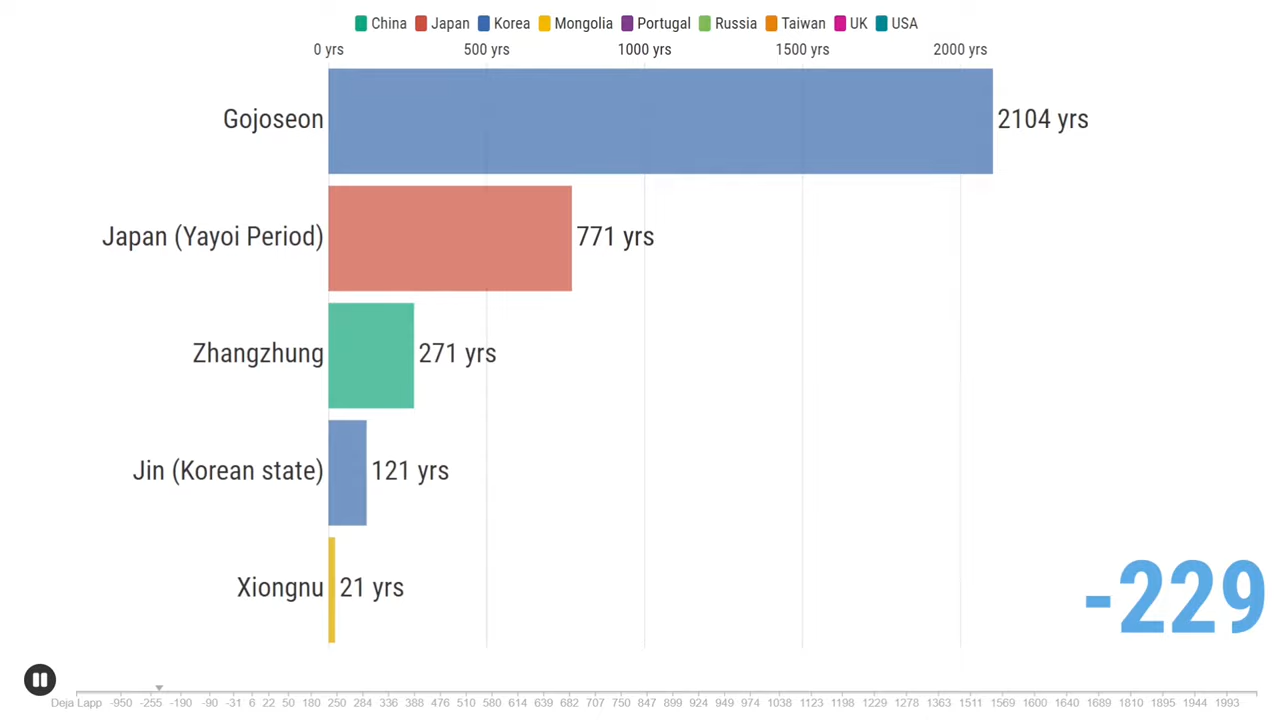 China Japan Korea Mongolia Portugal Russia Taiwan UK USA
0 yrs 500 yrs 1000 yrs 1500 yrs 2000 yrs
Gojoseon 2104 yrs
Japan (Yayoi Period) 771 yrs
Zhangzhung 271 yrs
Jin (Korean state) 121 yrs
Xiongnu 21 yrs
-229
Deja Lapp -950 -255 -190 -90 -31 6 22 50 180 250 284 336 388 476 510 614 639 682 707 750 847 899 924 949 974 1038 1123 1198 1229 1278 1363 1511 1569 1600 1640 1689 1810 1895 1944 1993